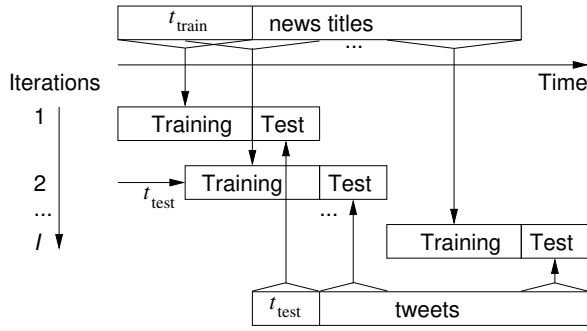 t_train news titles
...
Iterations Time
1
Training Test
2 Training Test
t_test
... ...
I
Training Test
t_test tweets